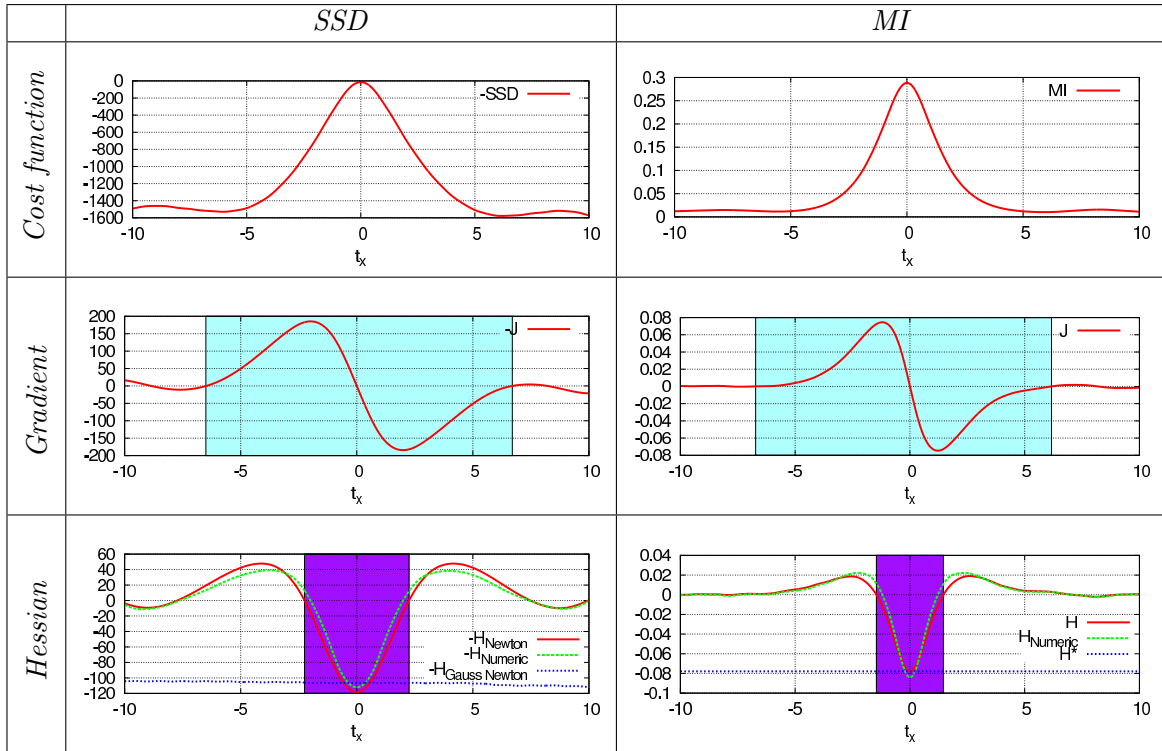 SSD MI
Cost function
0
-200
-400
-600
-800
-1000
-1200
-1400
-1600
-SSD
-10 -5 0 5 10
tx
0.3
0.25
0.2
0.15
0.1
0.05
0
MI
-10 -5 0 5 10
tx
Gradient
200
150
100
50
0
-50
-100
-150
-200
-J
-10 -5 0 5 10
tx
0.08
0.06
0.04
0.02
0
-0.02
-0.04
-0.06
-0.08
J
-10 -5 0 5 10
tx
Hessian
60
40
20
0
-20
-40
-60
-80
-100
-120
-HNewton
-HNumeric
-HGauss Newton
-10 -5 0 5 10
tx
0.04
0.02
0
-0.02
-0.04
-0.06
-0.08
-0.1
H
HNumeric
H*
-10 -5 0 5 10
tx